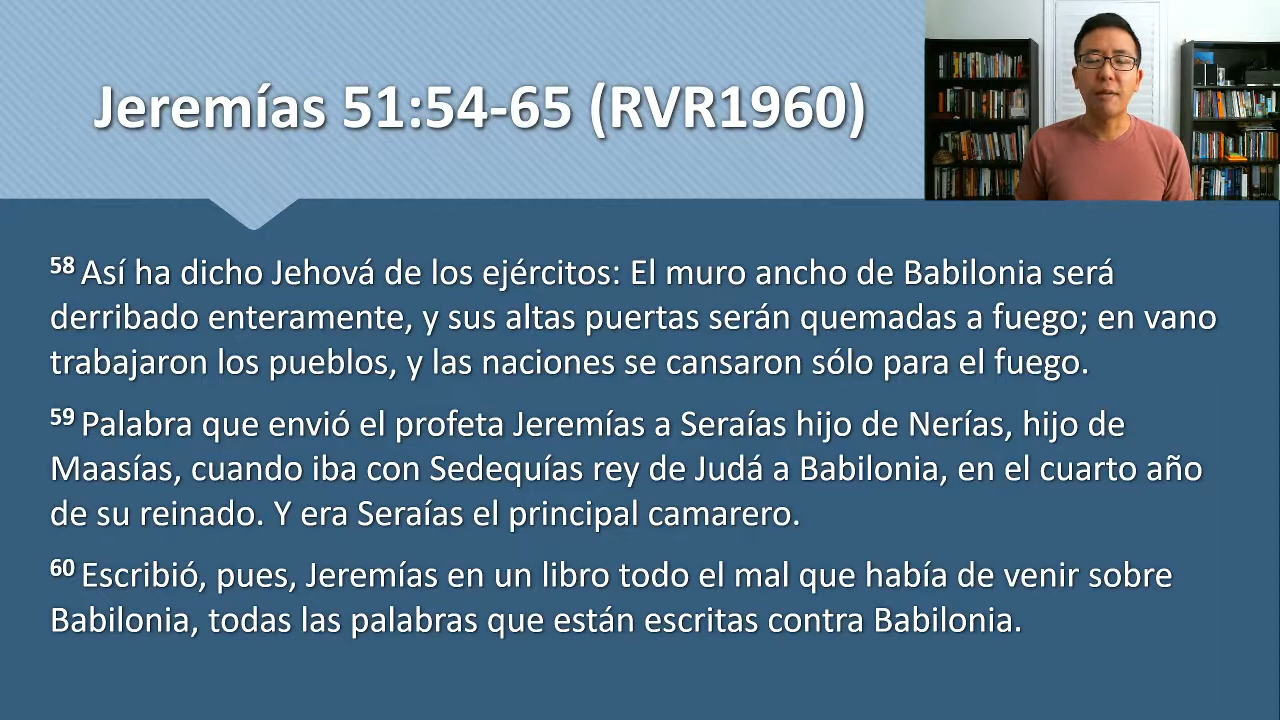 Jeremías 51:54-65 (RVR1960)
58 Así ha dicho Jehová de los ejércitos: El muro ancho de Babilonia será
derribado enteramente, y sus altas puertas serán quemadas a fuego; en vano
trabajaron los pueblos, y las naciones se cansaron sólo para el fuego.
59 Palabra que envió el profeta Jeremías a Seraías hijo de Nerías, hijo de
Maasías, cuando iba con Sedequías rey de Judá a Babilonia, en el cuarto año
de su reinado. Y era Seraías el principal camarero.
60 Escribió, pues, Jeremías en un libro todo el mal que había de venir sobre
Babilonia, todas las palabras que están escritas contra Babilonia.